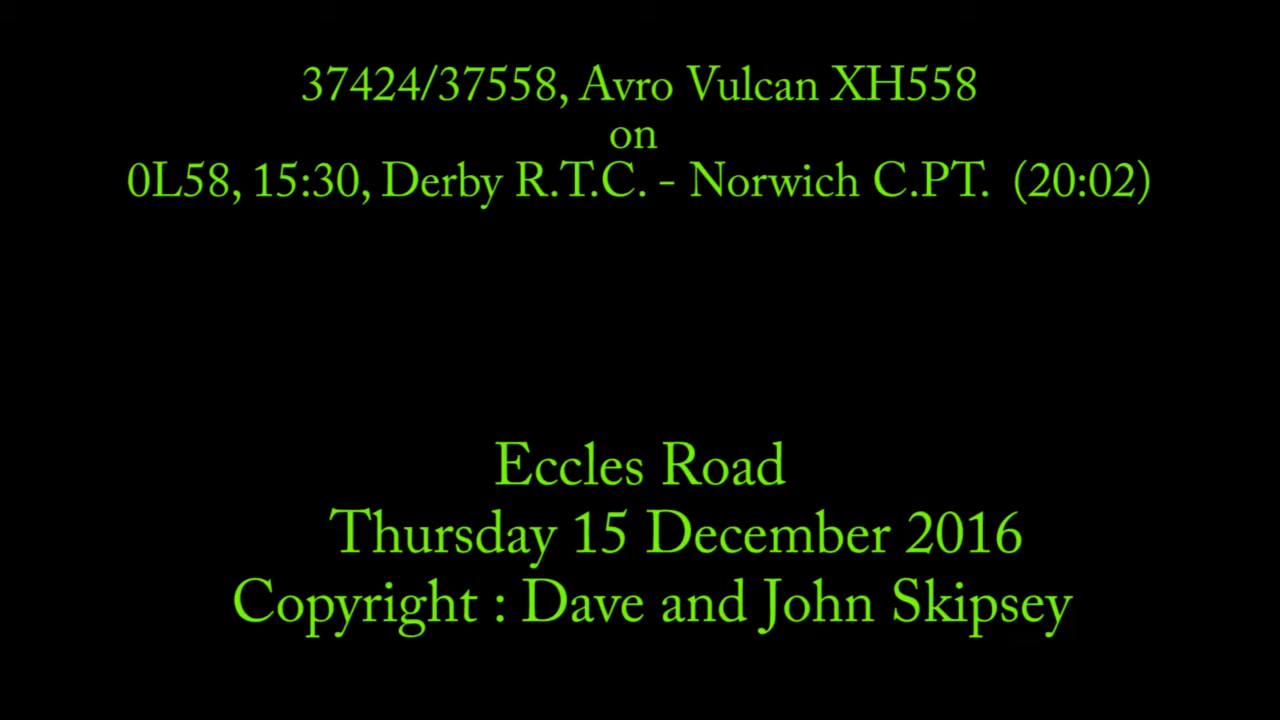 37424/37558, Avro Vulcan XH558
on
0L58, 15:30, Derby R.T.C. - Norwich C.PT. (20:02)
Eccles Road
Thursday 15 December 2016
Copyright : Dave and John Skipsey